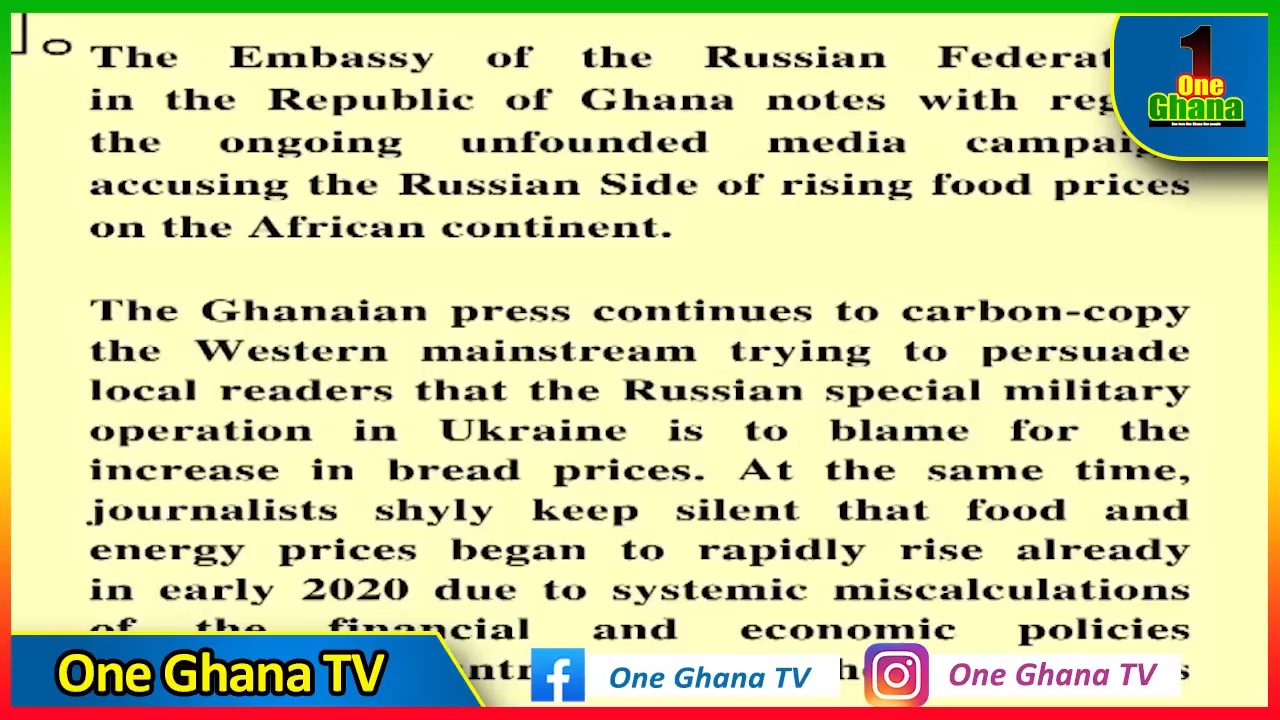 The Embassy of the Russian
in the Republic of Ghana notes with
the ongoing unfounded media
accusing the Russian Side of rising food prices
on the African continent.
The Ghanaian press continues to carbon-copy
the Western mainstream trying to persuade
local readers that the Russian special military
operation in Ukraine is to blame for the
increase in bread prices. At the same time,
journalists shyly keep silent that food and
energy prices began to rapidly rise already
in early 2020 due to systemic miscalculations
of the financial and economic policies
1
One
Ghana
One Ghana TV
One Ghana TV
One Ghana TV